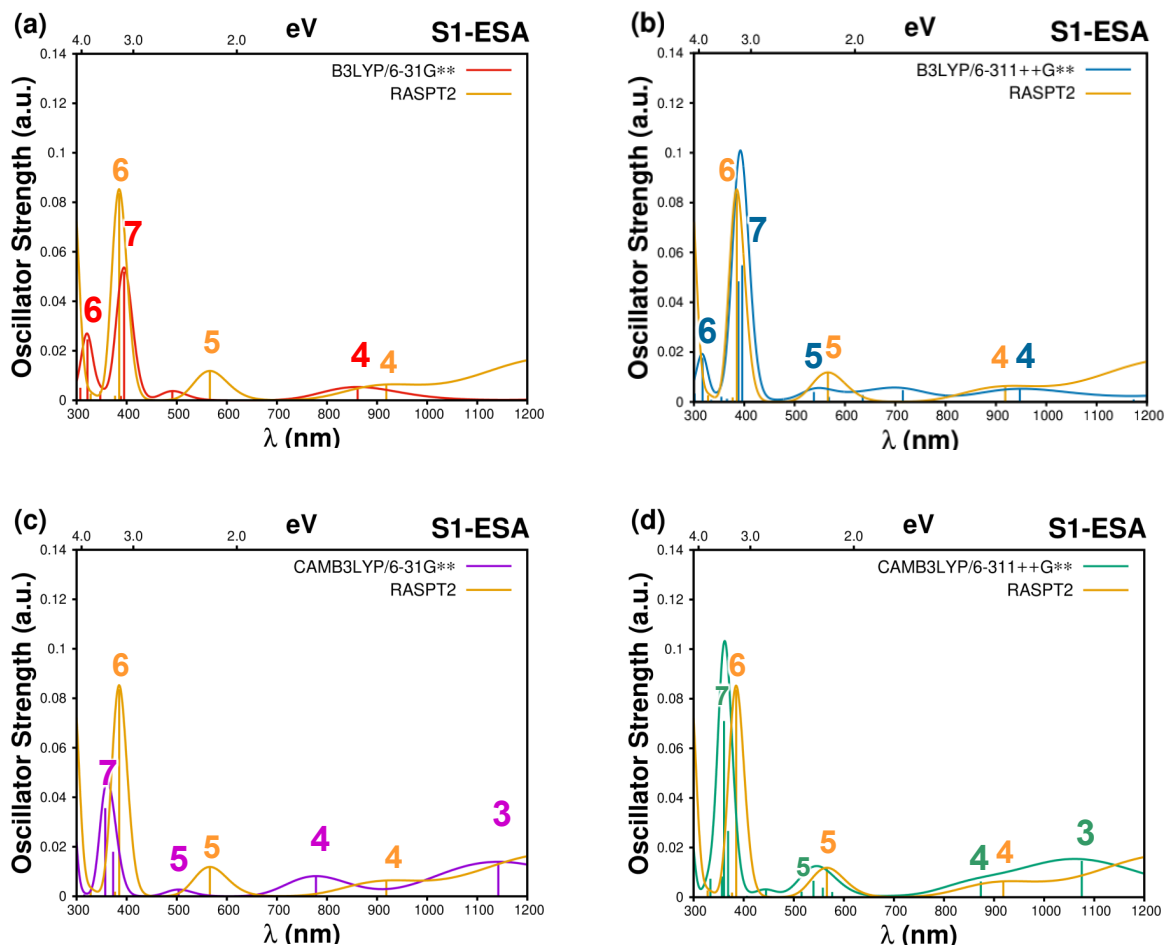 (a) eV S1-ESA
4.0 3.0 2.0
B3LYP/6-31G**
RASPT2
Oscillator Strength (a.u.)
0.14
0.12
0.1
0.08
0.06
0.04
0.02
0
6
7
6
5
4
4
300 400 500 600 700 800 900 1000 1100 1200
λ (nm)
(b) eV S1-ESA
4.0 3.0 2.0
B3LYP/6-311++G**
RASPT2
Oscillator Strength (a.u.)
0.14
0.12
0.1
0.08
0.06
0.04
0.02
0
6
7
6
5
5
4
4
300 400 500 600 700 800 900 1000 1100 1200
λ (nm)
(c) eV S1-ESA
4.0 3.0 2.0
CAMB3LYP/6-31G**
RASPT2
Oscillator Strength (a.u.)
0.14
0.12
0.1
0.08
0.06
0.04
0.02
0
6
7
5
5
4
4
3
300 400 500 600 700 800 900 1000 1100 1200
λ (nm)
(d) eV S1-ESA
4.0 3.0 2.0
CAMB3LYP/6-311++G**
RASPT2
Oscillator Strength (a.u.)
0.14
0.12
0.1
0.08
0.06
0.04
0.02
0
7
6
5
5
4
4
3
300 400 500 600 700 800 900 1000 1100 1200
λ (nm)